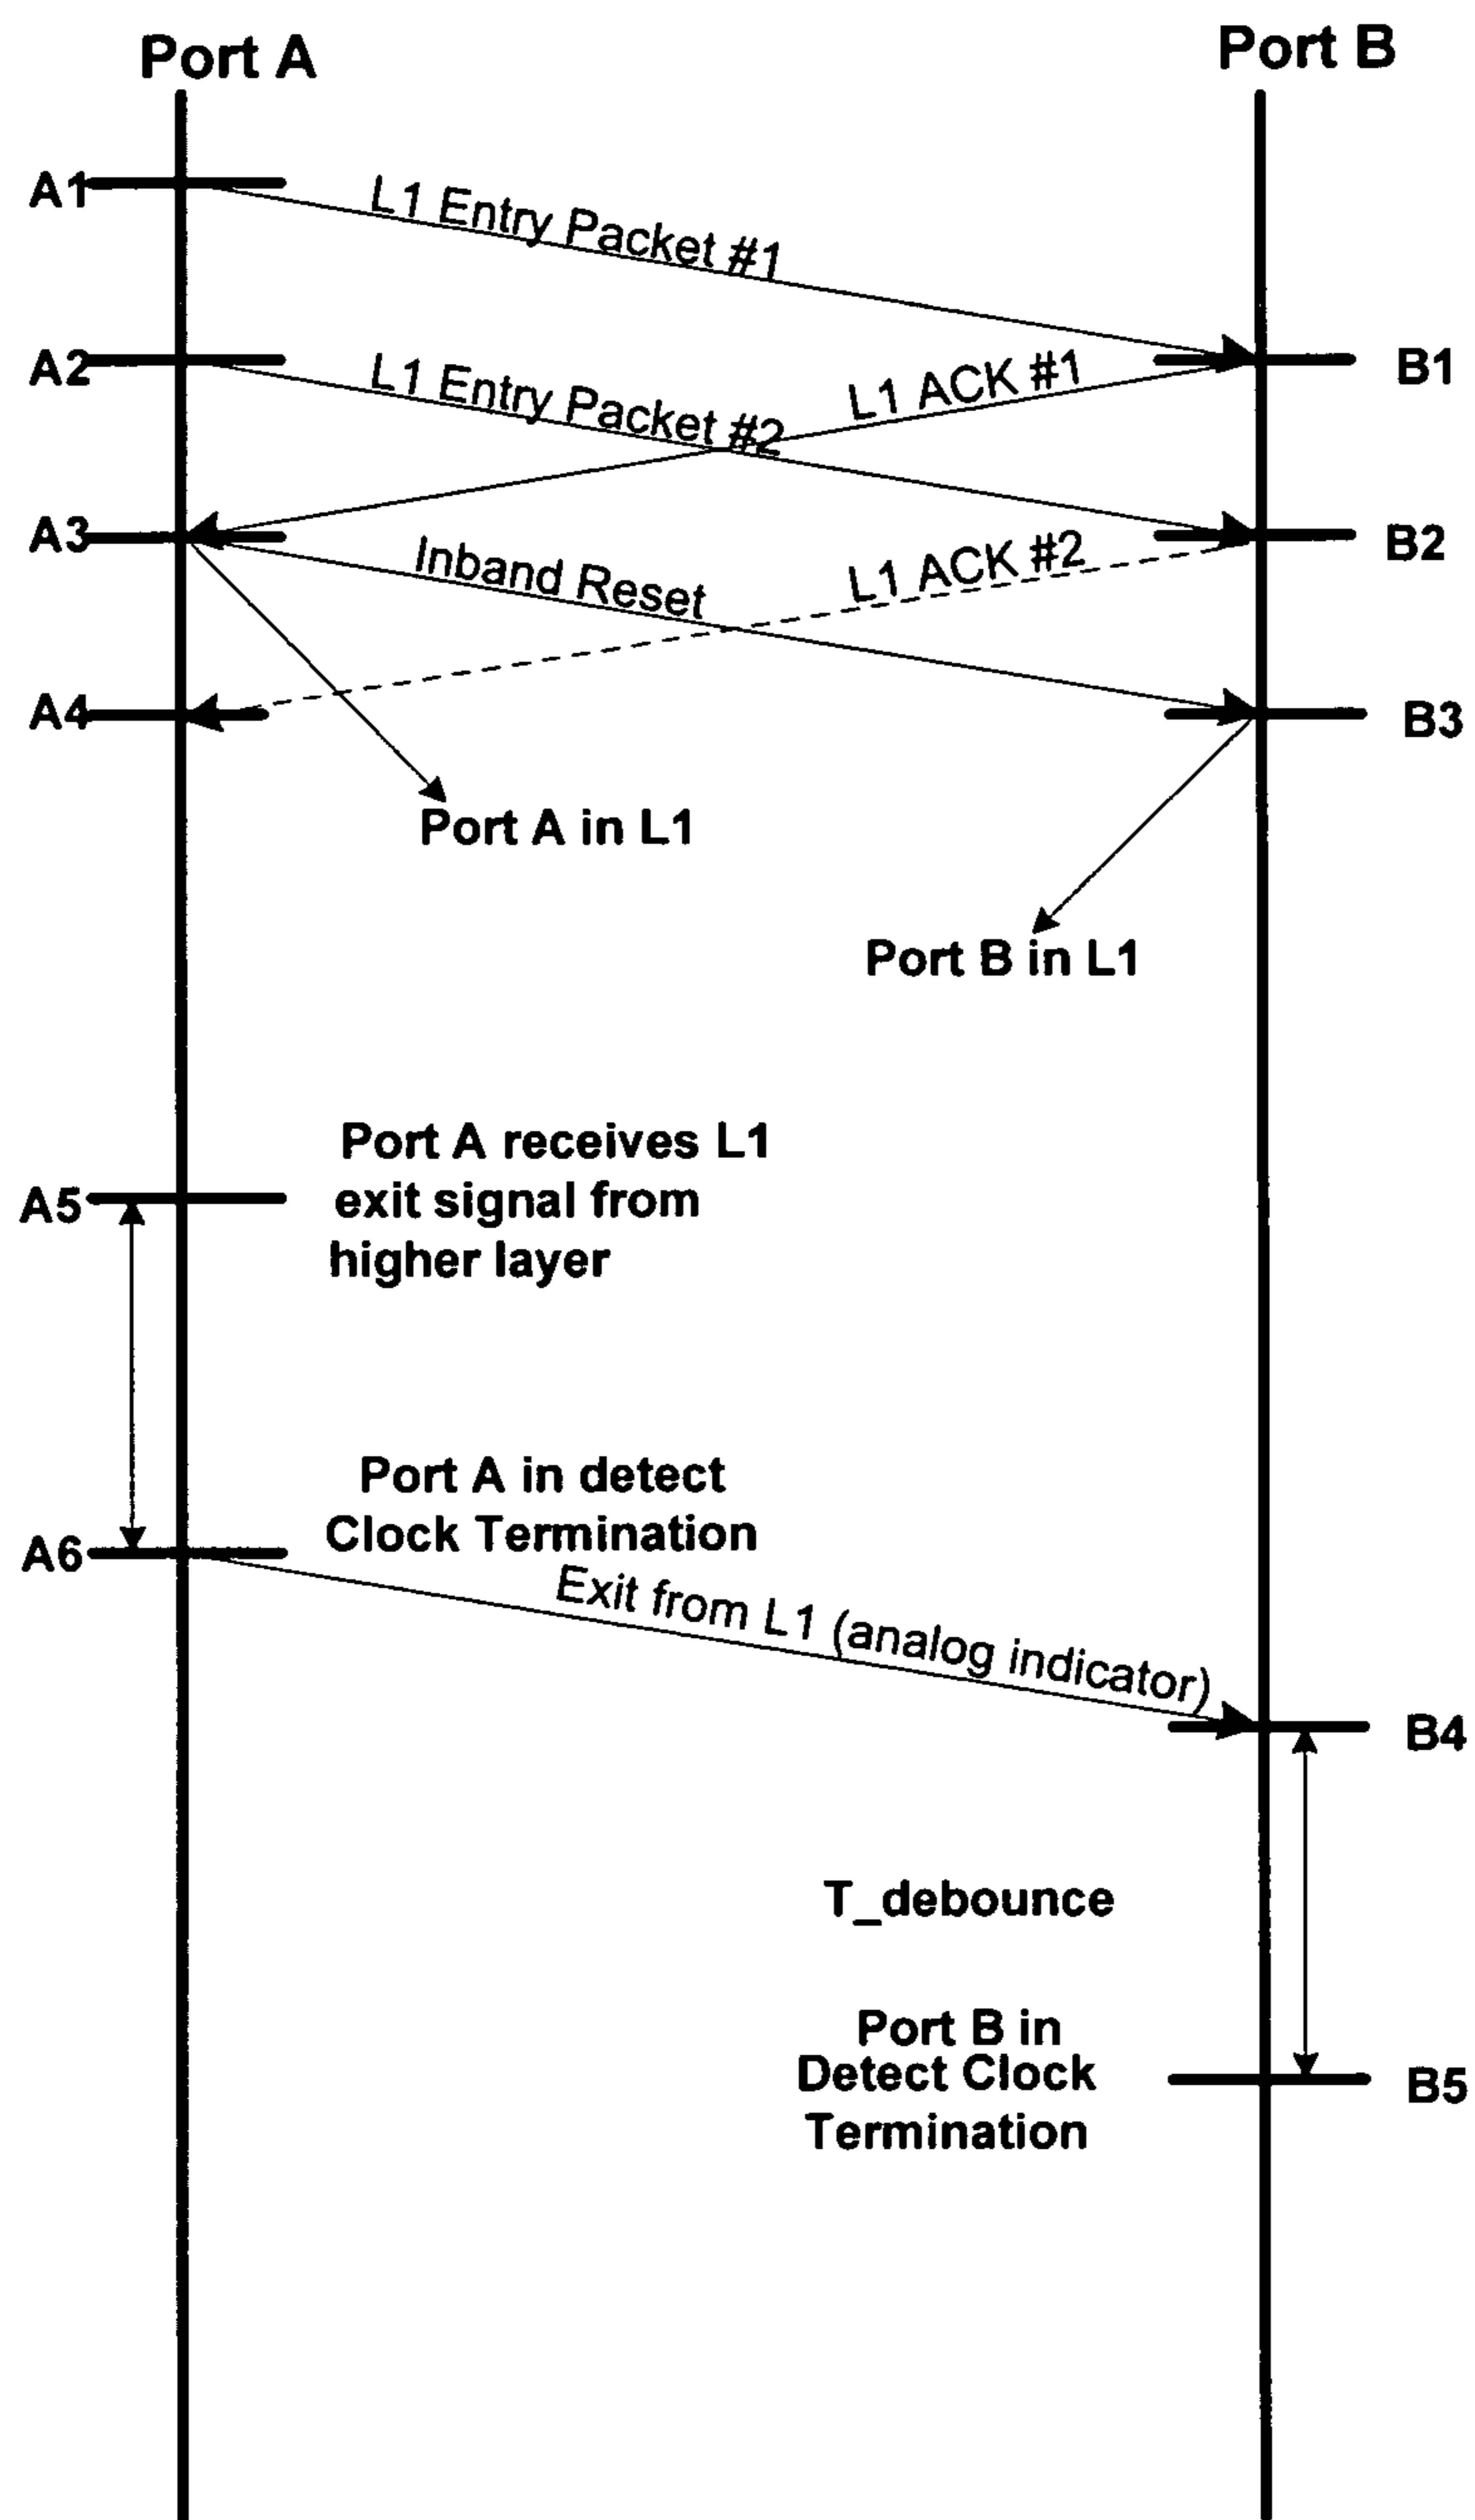 Port A
Port B
A1
L1 Entry Packet #1
A2
L1 Entry Packet #2
L1 ACK #1
B1
A3
Inband Reset
L1 ACK #2
B2
A4
B3
Port A in L1
Port B in L1
A5
Port A receives L1
exit signal from
higher layer
Port A in detect
Clock Termination
A6
Exit from L1 (analog indicator)
B4
T_debounce
Port B in
Detect Clock
Termination
B5